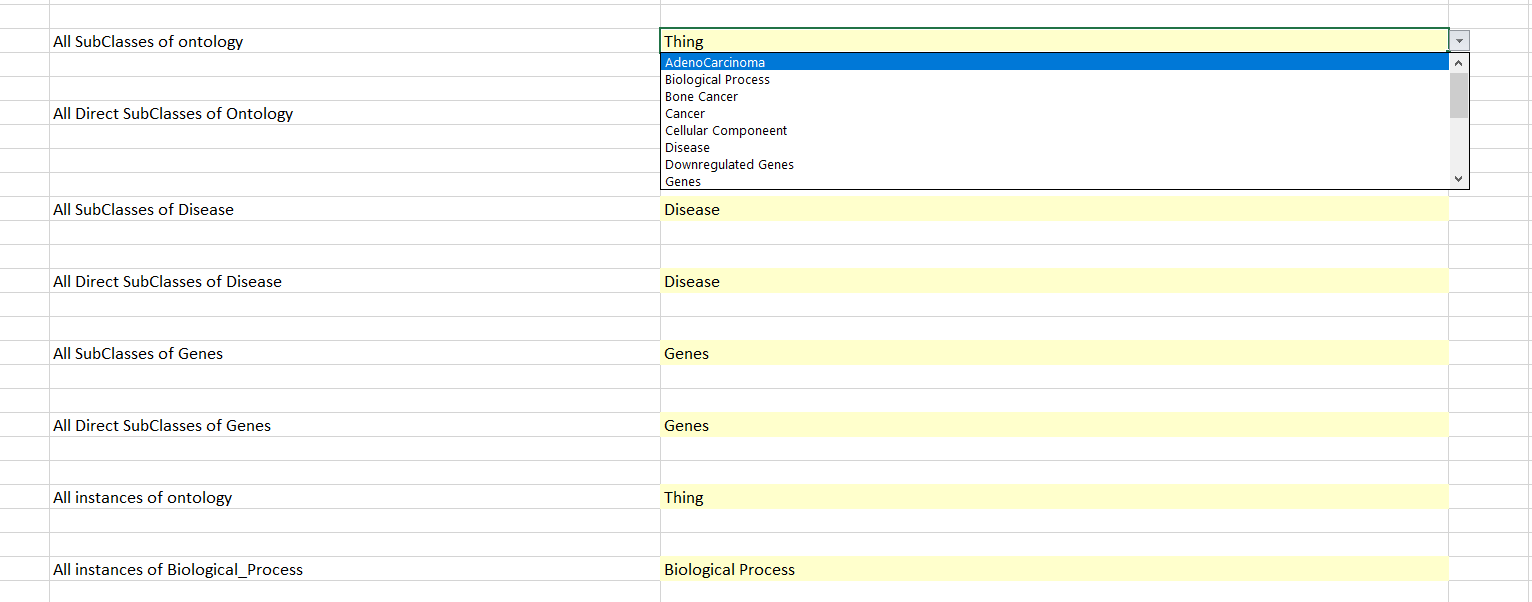 All SubClasses of ontology
Thing
AdenoCarcinoma
Biological Process
Bone Cancer
Cancer
All Direct SubClasses of Ontology
Cellular Componeent
Disease
Downregulated Genes
Genes
All SubClasses of Disease
Disease
All Direct SubClasses of Disease
Disease
All SubClasses of Genes
Genes
All Direct SubClasses of Genes
Genes
All instances of ontology
Thing
All instances of Biological_Process
Biological Process